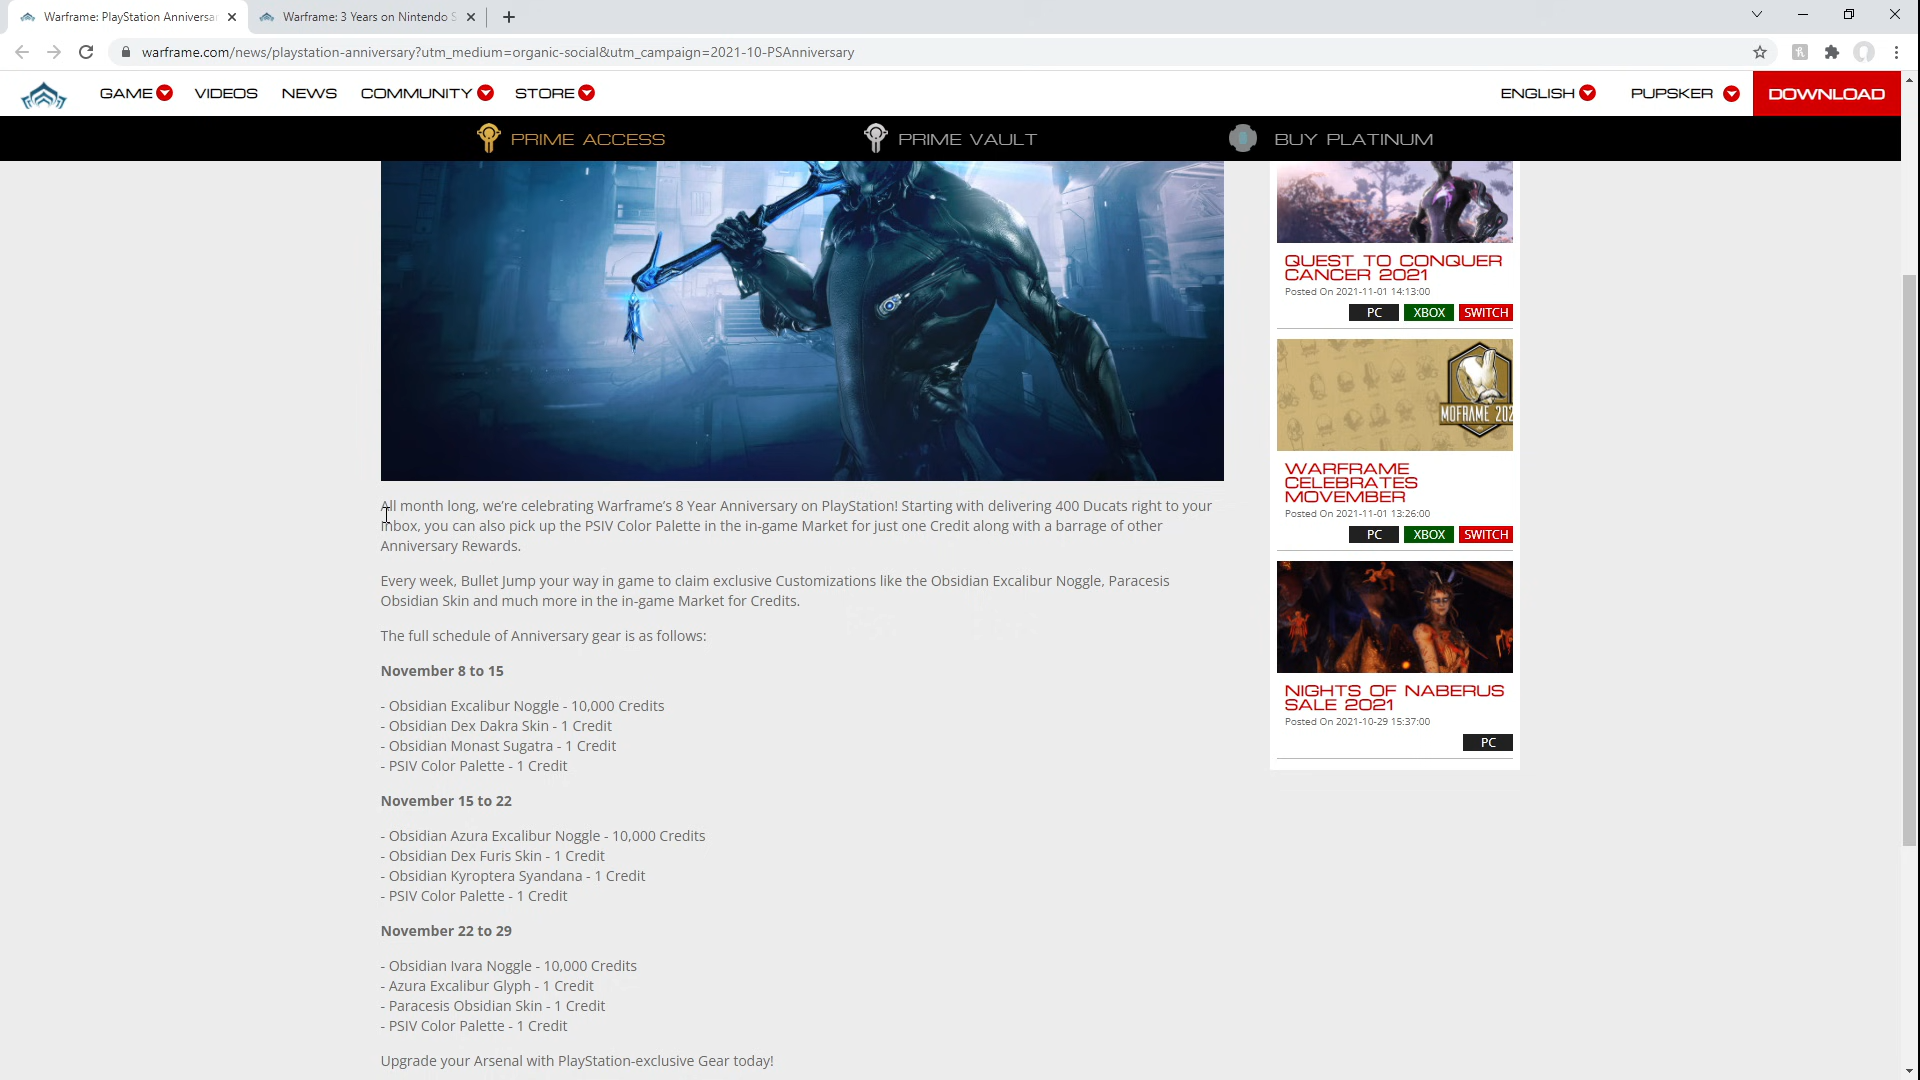 Warframe: PlayStation Anniversar
Warframe: 3 Years on Nintendo S
warframe.com/news/playstation-anniversary?utm_medium=organic-social&utm_campaign=2021-10-PSAnniversary
GAME VIDEOS NEWS COMMUNITY STORE ENGLISH PUPSKER DOWNLOAD
PRIME ACCESS PRIME VAULT BUY PLATINUM
All month long, we're celebrating Warframe's 8 Year Anniversary on PlayStation! Starting with delivering 400 Ducats right to your
inbox, you can also pick up the PSIV Color Palette in the in-game Market for just one Credit along with a barrage of other
Anniversary Rewards.
Every week, Bullet Jump your way in game to claim exclusive Customizations like the Obsidian Excalibur Noggle, Paracesis
Obsidian Skin and much more in the in-game Market for Credits.
The full schedule of Anniversary gear is as follows:
November 8 to 15
- Obsidian Excalibur Noggle - 10,000 Credits
- Obsidian Dex Dakra Skin - 1 Credit
- Obsidian Monast Sugatra - 1 Credit
- PSIV Color Palette - 1 Credit
November 15 to 22
- Obsidian Azura Excalibur Noggle - 10,000 Credits
- Obsidian Dex Furis Skin - 1 Credit
- Obsidian Kyroptera Syandana - 1 Credit
- PSIV Color Palette - 1 Credit
November 22 to 29
- Obsidian Ivara Noggle - 10,000 Credits
- Azura Excalibur Glyph - 1 Credit
- Paracesis Obsidian Skin - 1 Credit
- PSIV Color Palette - 1 Credit
Upgrade your Arsenal with PlayStation-exclusive Gear today!
QUEST TO CONQUER
CANCER 2021
Posted On 2021-11-01 14:13:00
PC XBOX SWITCH
MOFRAME 202
WARFRAME
CELEBRATES
MOVEMBER
Posted On 2021-11-01 13:26:00
PC XBOX SWITCH
NIGHTS OF NABERUS
SALE 2021
Posted On 2021-10-29 15:37:00
PC